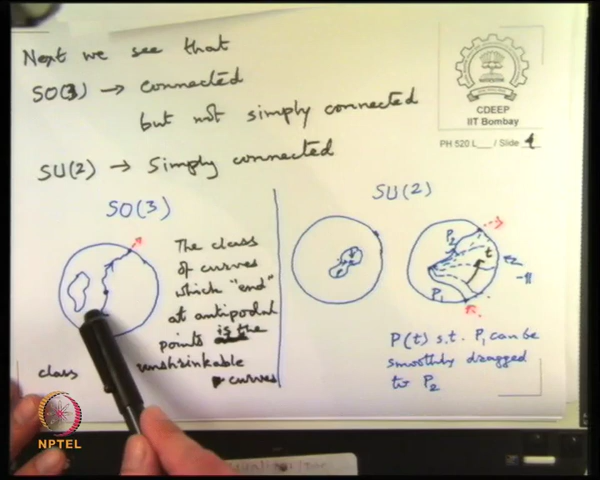 Next we see that
SO(3) → Connected
but not simply connected
SU(2) → Simply connected
CDEEP
IIT Bombay
PH 520 L___ / Slide 4
SO(3)
The class
of curves
which "end"
at antipodal
points is the
unshrinkable
curves
class
SU(2)
P₂
t
P₁
P(t) s.t. P₁ can be
smoothly dragged
to P₂
NPTEL